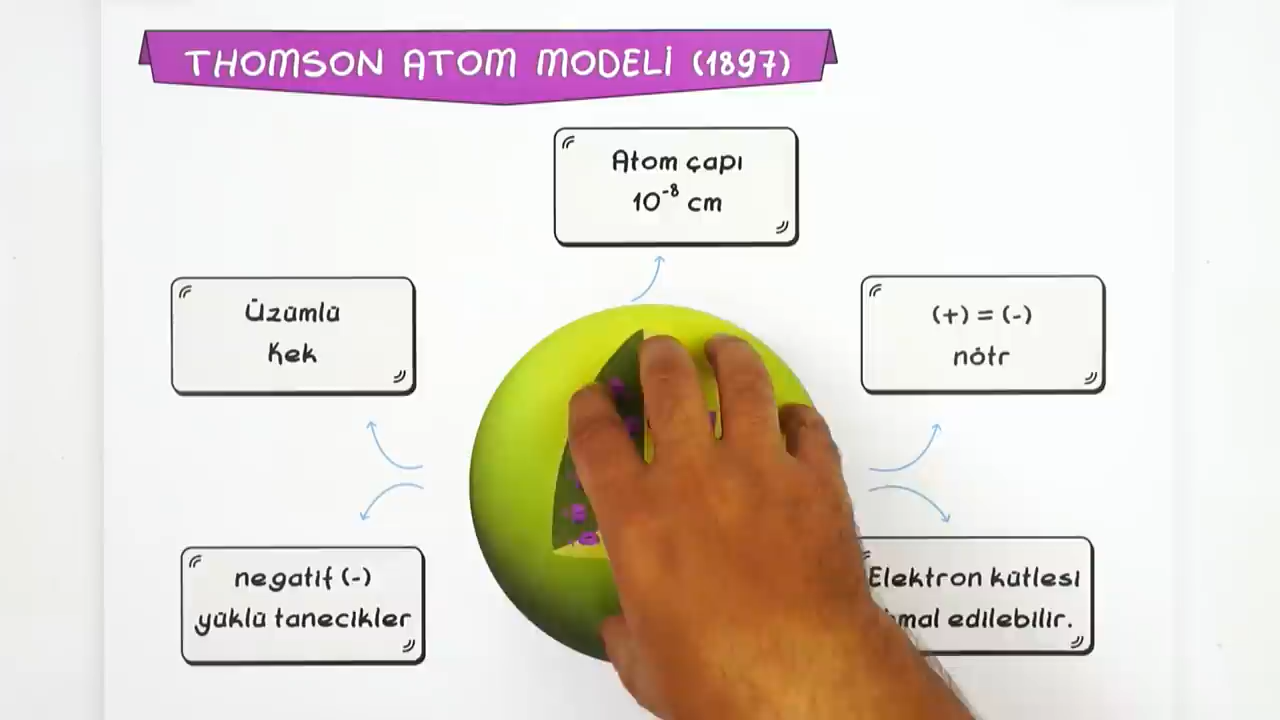 THOMSON ATOM MODELİ (1897)
Atom çapı
10⁻⁸ cm
Üzümlü
Kek
(+) = (-)
nötr
negatif (-)
yüklü tanecikler
Elektron kütlesi
edilebilir.